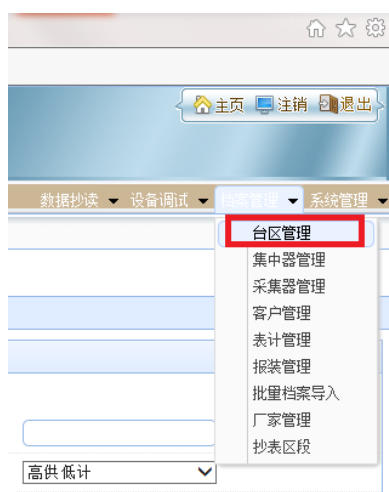 主页 注销 退出
数据抄读 设备调试 档案管理 系统管理
台区管理
集中器管理
采集器管理
客户管理
表计管理
报装管理
批量档案导入
厂家管理
抄表区段
高供低计